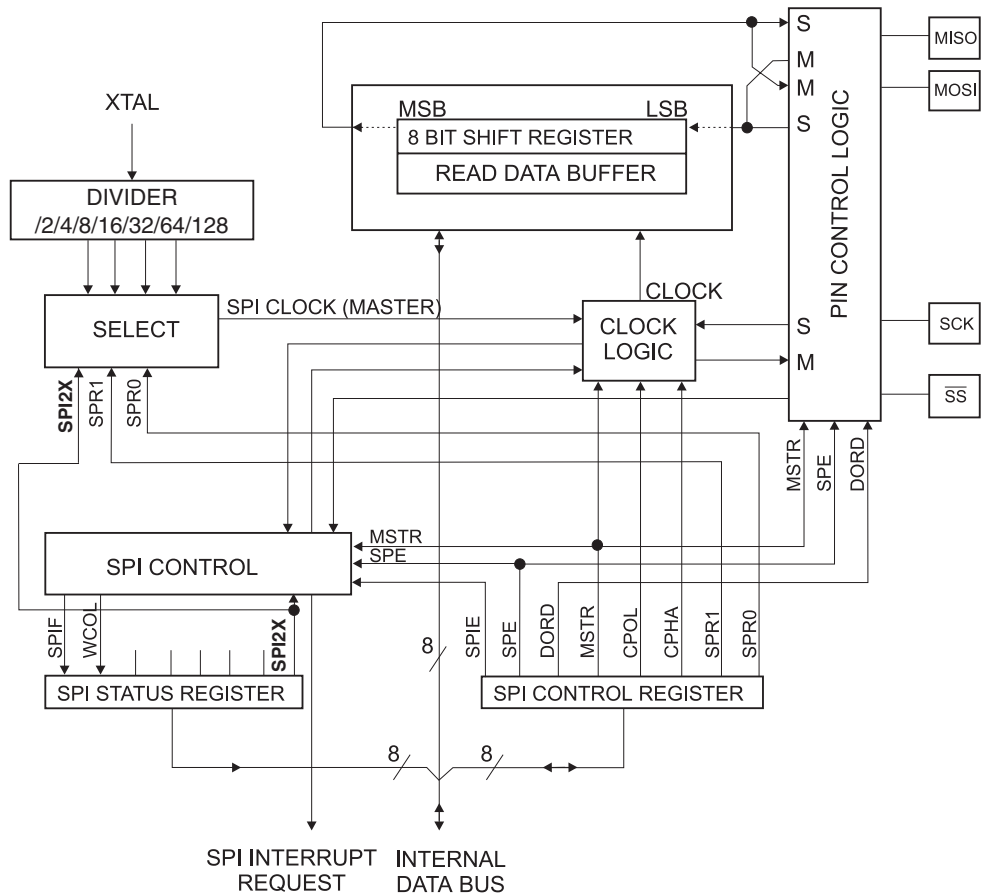 S
MISO
M
XTAL
MSB
LSB
M
MOSI
8 BIT SHIFT REGISTER
S
READ DATA BUFFER
DIVIDER
/2/4/8/16/32/64/128
PIN CONTROL LOGIC
SPI CLOCK (MASTER)
CLOCK
SELECT
CLOCK
LOGIC
S
SCK
M
SPI2X
SPR1
SPR0
SS
MSTR
SPE
DORD
MSTR
SPE
SPI CONTROL
SPIF
WCOL
SPI2X
8
SPIE
SPE
DORD
MSTR
CPOL
CPHA
SPR1
SPR0
SPI STATUS REGISTER
SPI CONTROL REGISTER
8
8
SPI INTERRUPT
REQUEST
INTERNAL
DATA BUS